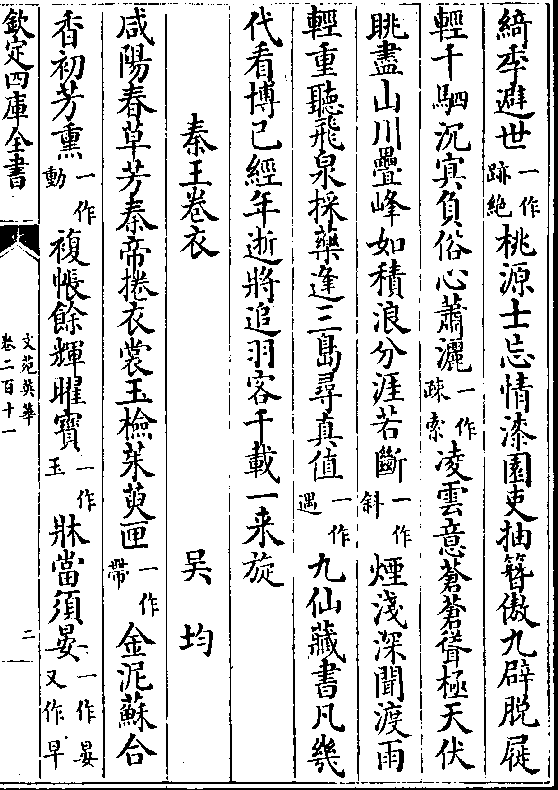 綺季避世一作跡絶桃源士忘情漆園吏抽簪傲九辟脫屣
輕千駟沉冥負俗心蕭灑一作踈索凌雲意蒼蒼聳極天伏
眺盡山川疊峰如積浪分涯若斷一作斜煙淺深聞渡雨
輕重聽飛泉採藥逢三島尋真值一作遇九仙藏書凡幾
代看博已經年逝將追羽客千載一来旋
秦王卷衣 吴均
咸陽春草芳秦帝捲衣裳玉檢茱萸匣一作帶金泥蘇合
香初芳熏一作動複帳餘輝曜寶一作玉牀當須晏一作晏又作早
欽定四庫全書
文苑英華
卷二百十一
二